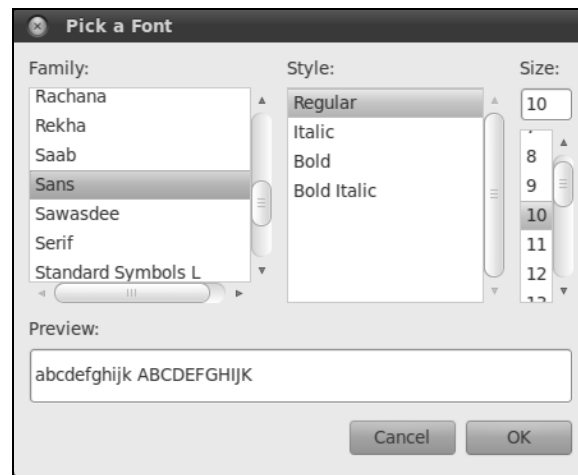 Pick a Font
Family:
Rachana
Rekha
Saab
Sans
Sawasdee
Serif
Standard Symbols L
Style:
Regular
Italic
Bold
Bold Italic
Size:
10
8
9
10
11
12
Preview:
abcdefghijk ABCDEFGHIJK
Cancel
OK